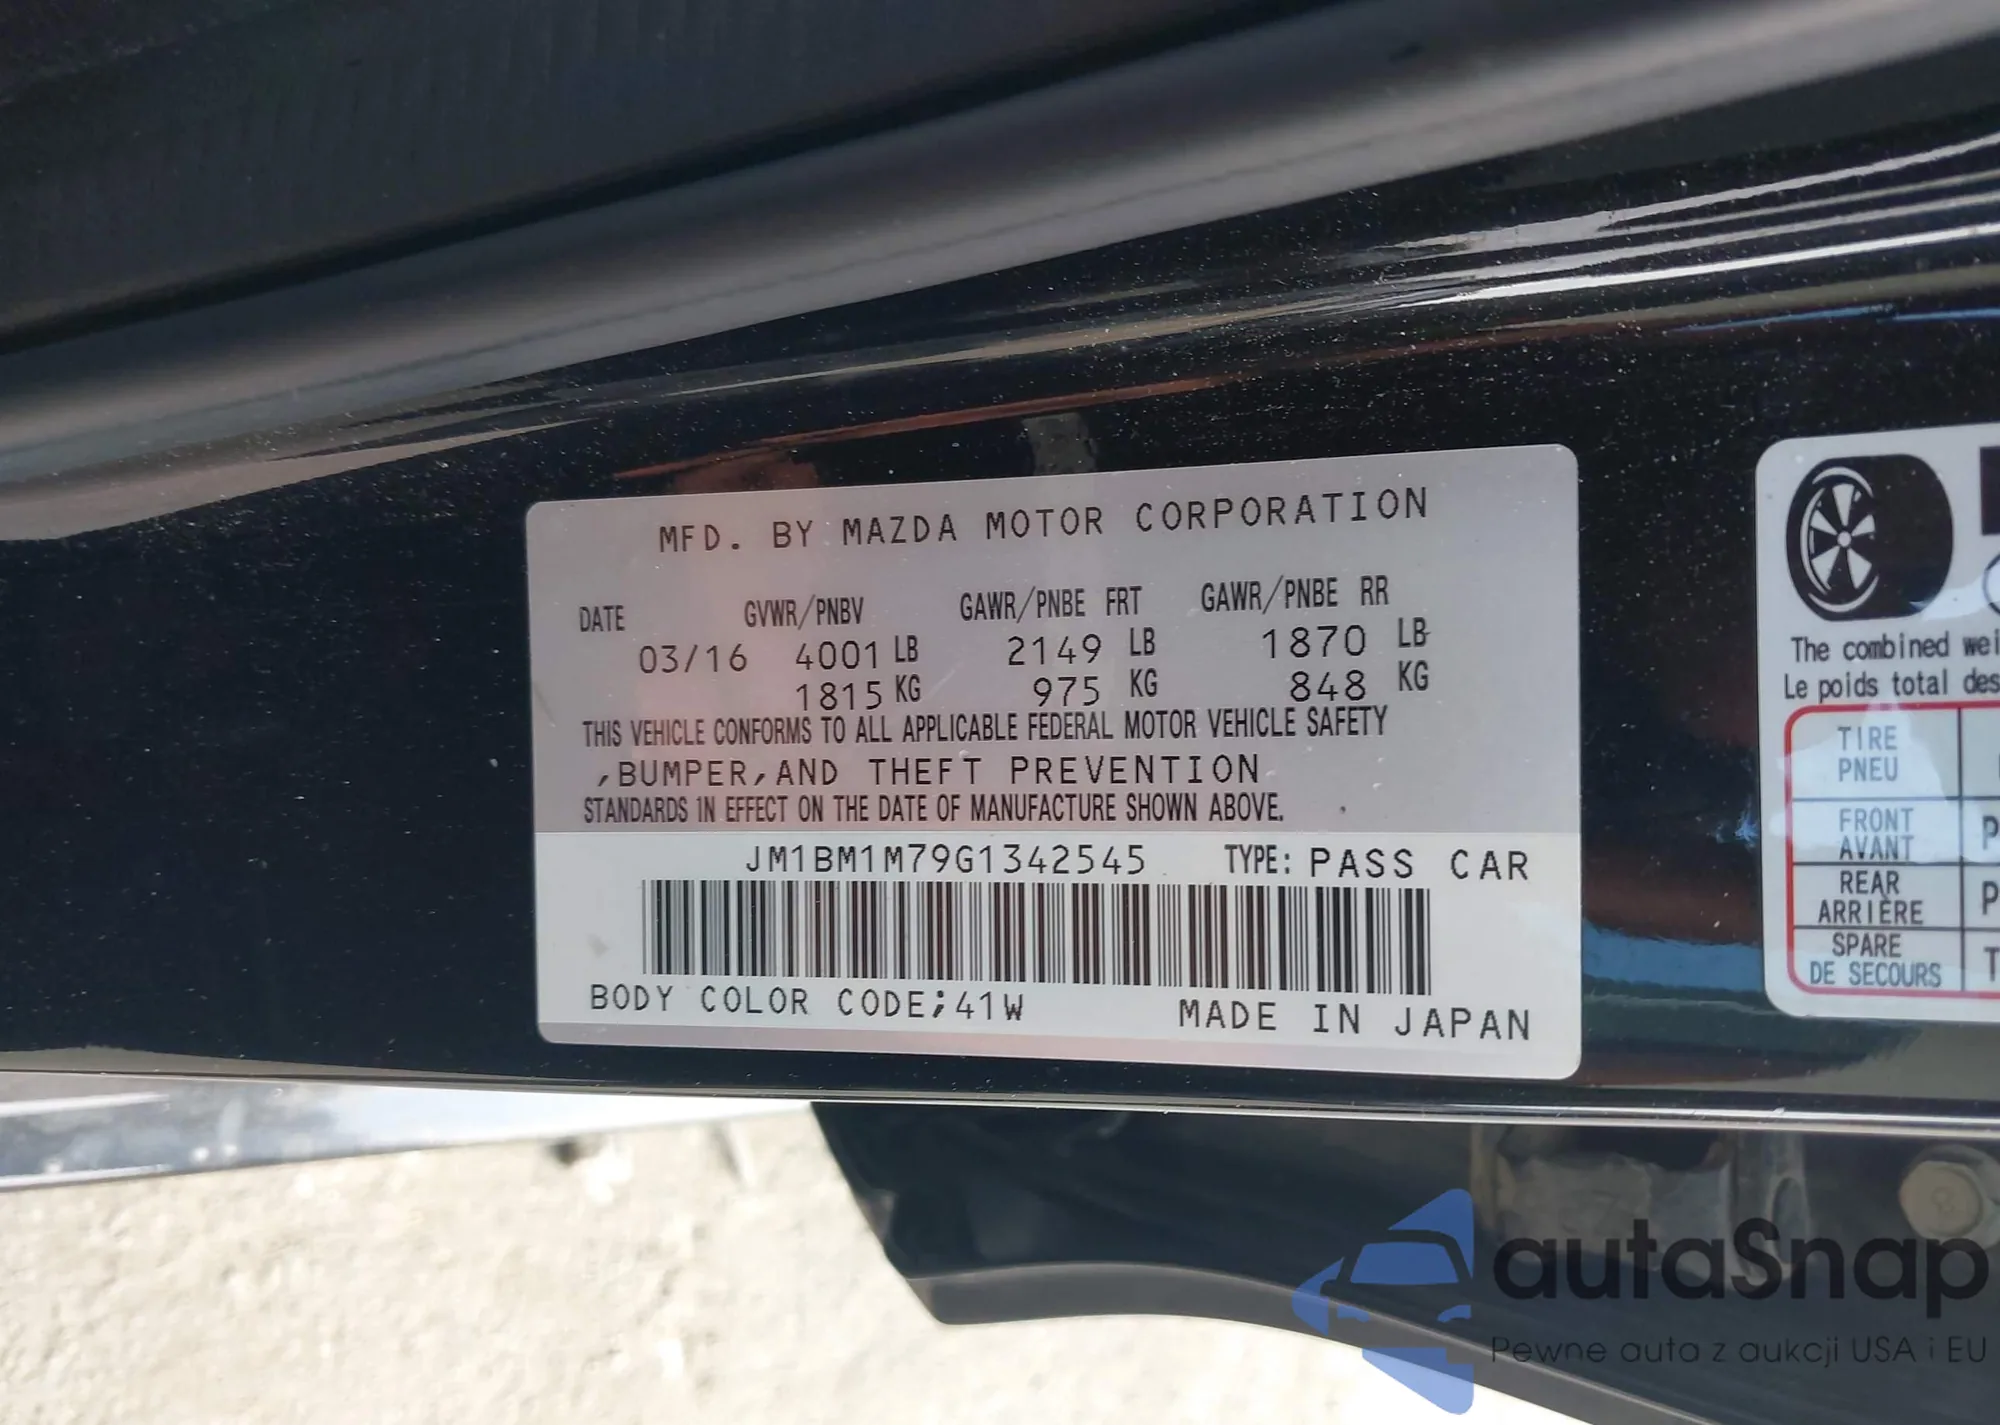 MFD. BY MAZDA MOTOR CORPORATION
DATE GVWR/PNBV GAWR/PNBE FRT GAWR/PNBE RR
03/16 4001 LB 2149 LB 1870 LB
1815 KG 975 KG 848 KG
THIS VEHICLE CONFORMS TO ALL APPLICABLE FEDERAL MOTOR VEHICLE SAFETY
,BUMPER,AND THEFT PREVENTION
STANDARDS IN EFFECT ON THE DATE OF MANUFACTURE SHOWN ABOVE.
JM1BM1M79G1342545 TYPE: PASS CAR
BODY COLOR CODE;41W MADE IN JAPAN
The combined wei
Le poids total des
TIRE
PNEU
FRONT
AVANT P
REAR
ARRIÈRE P
SPARE
DE SECOURS T
autaSnap
Pewne auta z aukcji USA i EU